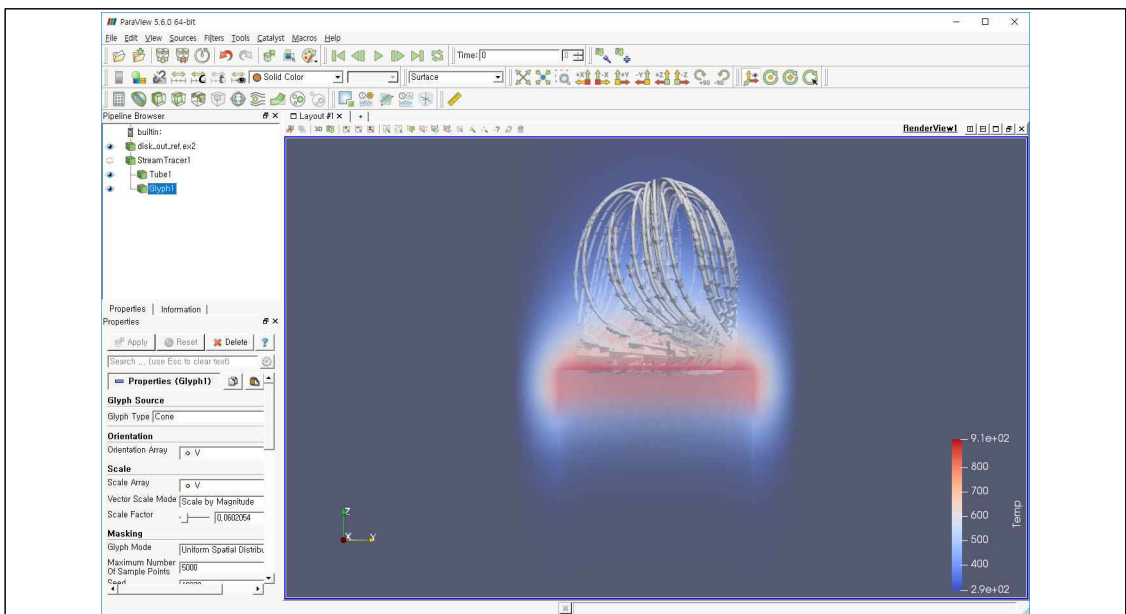 ParaView 5.6.0 64-bit
File Edit View Sources Filters Tools Catalyst Macros Help
Time: 0 0
Solid Color Surface
Pipeline Browser
Layout #1 × +
builtin:
3D
RenderView1
disk_out_ref.ex2
StreamTracer1
Tube1
Glyph1
Properties Information
Properties
Apply Reset Delete ?
Search ... (use Esc to clear text)
Properties (Glyph1)
Glyph Source
Glyph Type Cone
Orientation
Orientation Array V
Scale
Scale Array V
Vector Scale Mode Scale by Magnitude
Scale Factor 0.0602054
Masking
Glyph Mode Uniform Spatial Distribu
Maximum Number Of Sample Points 5000
Seed
Z
X Y
9.1e+02
800
700
600
500
400
2.9e+02
Temp